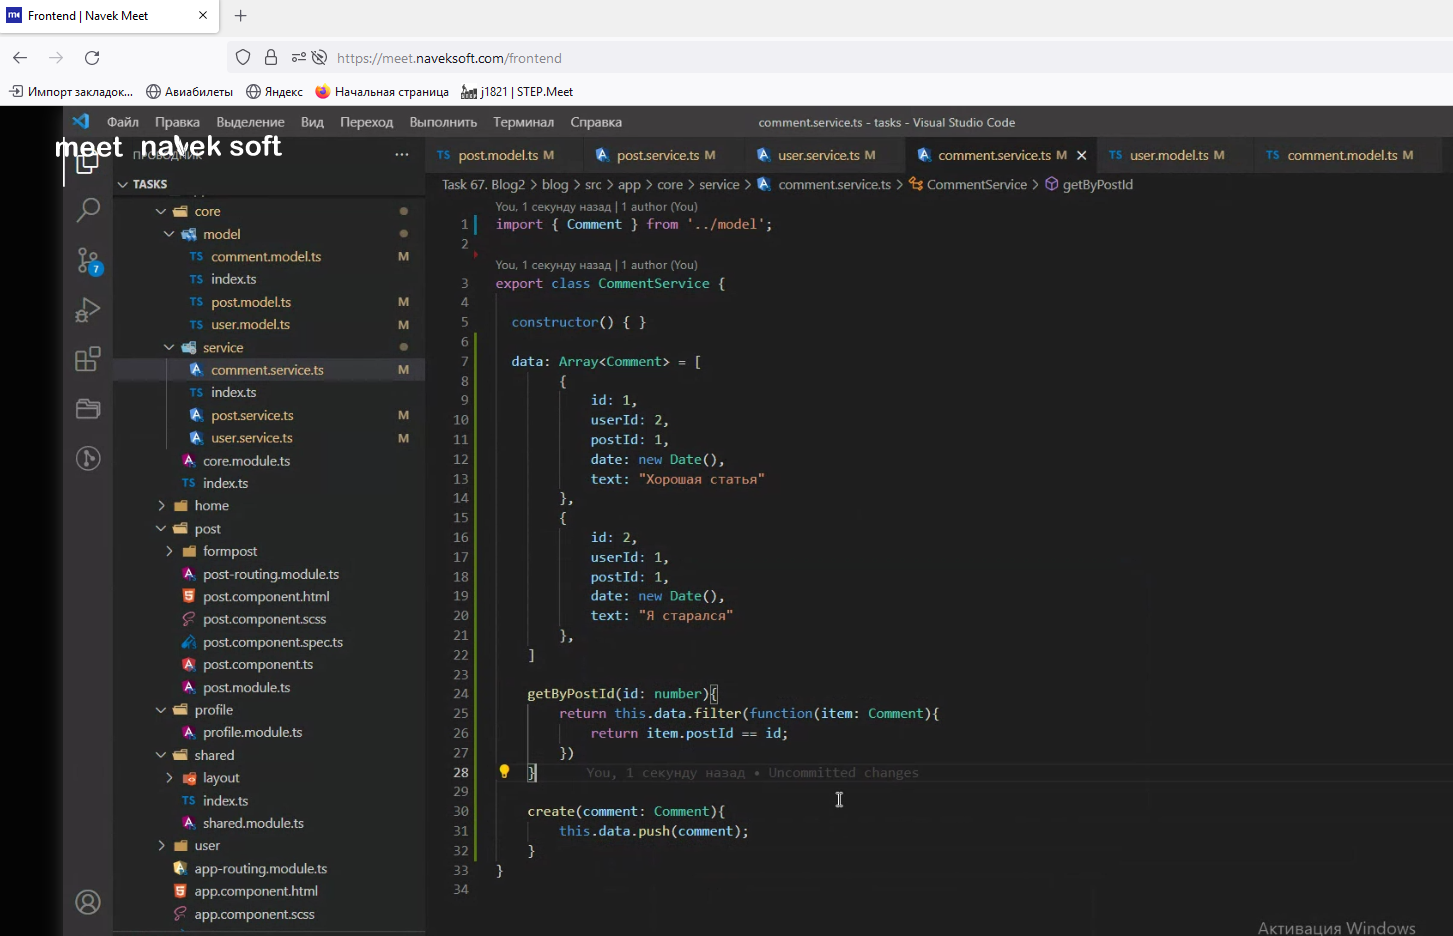 Frontend | Navek Meet
https://meet.naveksoft.com/frontend
Импорт закладок... Авиабилеты Яндекс Начальная страница j1821 | STEP.Meet
Файл Правка Выделение Вид Переход Выполнить Терминал Справка comment.service.ts - tasks - Visual Studio Code
meet navek soft
ПРОВОДНИК ...
post.model.ts M post.service.ts M user.service.ts M comment.service.ts M user.model.ts M comment.model.ts M
TASKS
Task 67. Blog2 > blog > src > app > core > service > comment.service.ts > CommentService > getByPostId
core
model
TS comment.model.ts M
TS index.ts
TS post.model.ts M
TS user.model.ts M
service
comment.service.ts M
TS index.ts
post.service.ts M
user.service.ts M
core.module.ts
TS index.ts
home
post
formpost
post-routing.module.ts
post.component.html
post.component.scss
post.component.spec.ts
post.component.ts
post.module.ts
profile
profile.module.ts
shared
layout
TS index.ts
shared.module.ts
user
app-routing.module.ts
app.component.html
app.component.scss
7
You, 1 секунду назад | 1 author (You)
1 import { Comment } from '../model';
2
You, 1 секунду назад | 1 author (You)
3 export class CommentService {
4
5 constructor() { }
6
7 data: Array<Comment> = [
8 {
9 id: 1,
10 userId: 2,
11 postId: 1,
12 date: new Date(),
13 text: "Хорошая статья"
14 },
15 {
16 id: 2,
17 userId: 1,
18 postId: 1,
19 date: new Date(),
20 text: "Я старался"
21 },
22 ]
23
24 getByPostId(id: number){
25 return this.data.filter(function(item: Comment){
26 return item.postId == id;
27 })
28 } You, 1 секунду назад • Uncommitted changes
29
30 create(comment: Comment){
31 this.data.push(comment);
32 }
33 }
34
Активация Windows